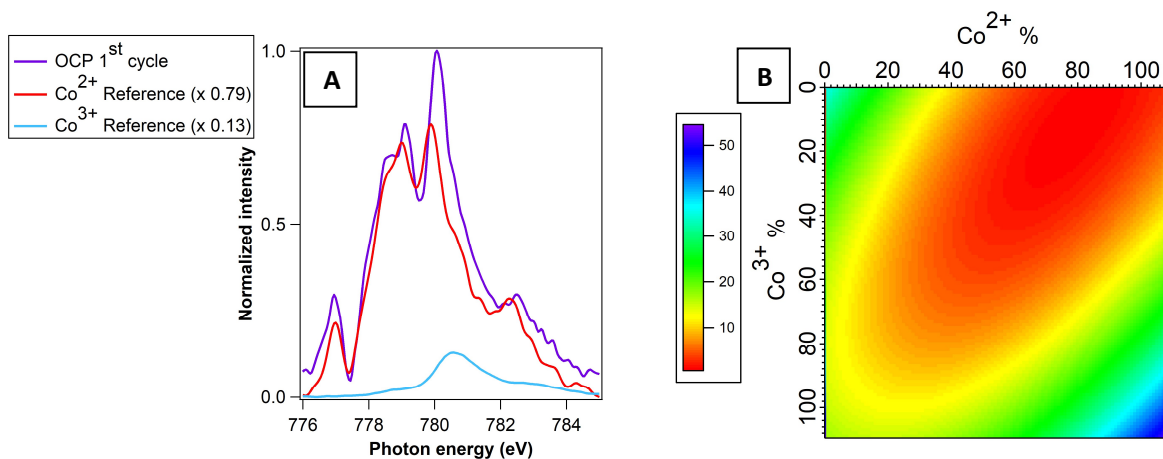 OCP 1st cycle
Co2+ Reference (x 0.79)
Co3+ Reference (x 0.13)
A
Normalized intensity
1.0
0.5
0.0
776 778 780 782 784
Photon energy (eV)
B
Co2+ %
0 20 40 60 80 100
Co3+ %
0
20
40
60
80
100
50
40
30
20
10